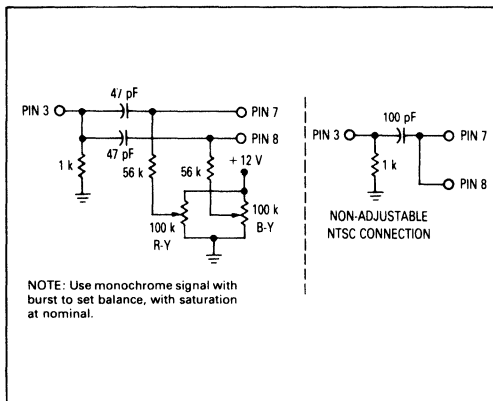 47 pF
PIN 3
PIN 7
47 pF
PIN 8
1 k
56 k
56 k
+ 12 V
100 k
R-Y
100 k
B-Y
NOTE: Use monochrome signal with
burst to set balance, with saturation
at nominal.
100 pF
PIN 3
PIN 7
1 k
PIN 8
NON-ADJUSTABLE
NTSC CONNECTION